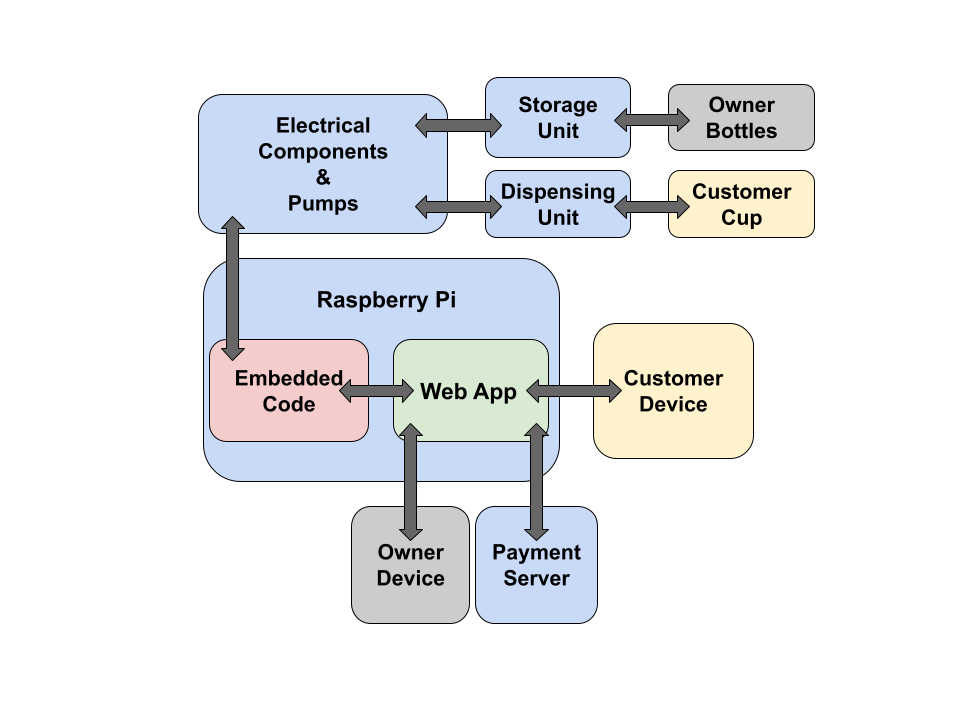 Electrical
Components
&
Pumps
Storage
Unit
Owner
Bottles
Dispensing
Unit
Customer
Cup
Raspberry Pi
Embedded
Code
Web App
Customer
Device
Owner
Device
Payment
Server